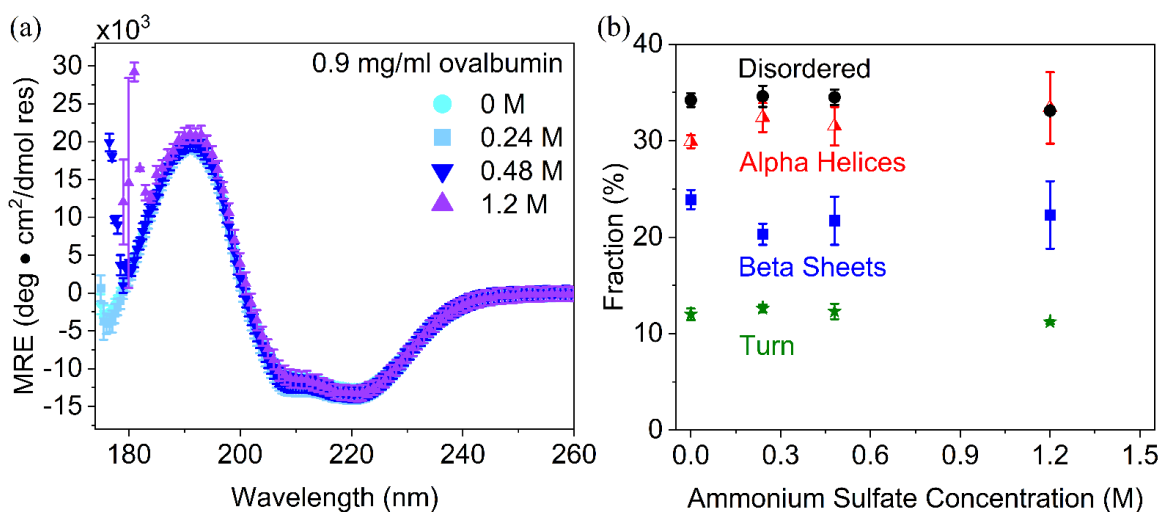 (a)
×10³
30
25
20
15
10
5
0
-5
-10
-15
MRE (deg • cm²/dmol res)
0.9 mg/ml ovalbumin
0 M
0.24 M
0.48 M
1.2 M
180 200 220 240 260
Wavelength (nm)
(b)
40
30
20
10
0
Fraction (%)
Disordered
Alpha Helices
Beta Sheets
Turn
0.0 0.3 0.6 0.9 1.2 1.5
Ammonium Sulfate Concentration (M)